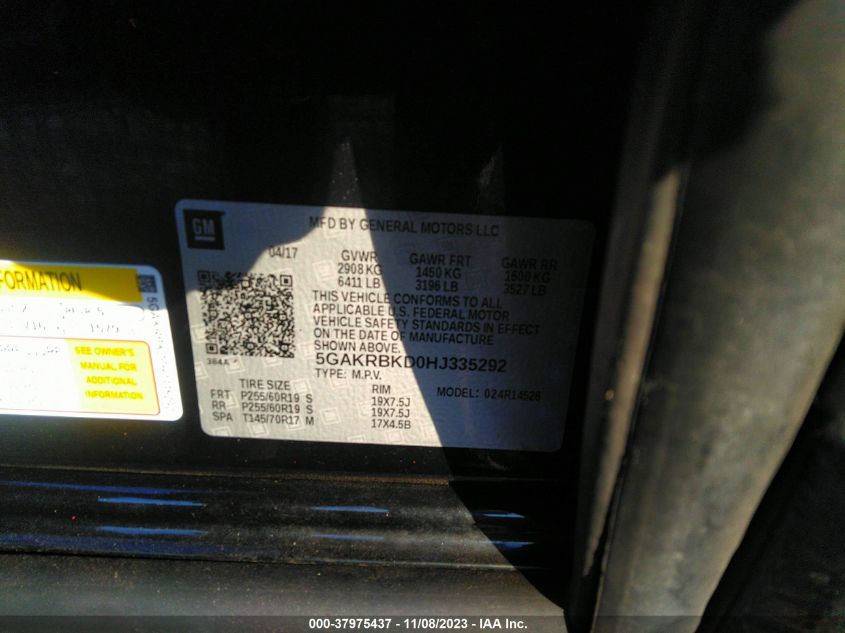 GM
MFD BY GENERAL MOTORS LLC
04/17 GVWR GAWR FRT GAWR RR
2908 KG 1450 KG 1600 KG
6411 LB 3196 LB 3527 LB
THIS VEHICLE CONFORMS TO ALL
APPLICABLE U.S. FEDERAL MOTOR
VEHICLE SAFETY STANDARDS IN EFFECT
ON THE DATE OF MANUFACTURE
SHOWN ABOVE.
384A
5GAKRBKD0HJ335292
TYPE: M.P.V. MODEL: 024R14526
TIRE SIZE RIM
FRT P255/60R19 S 19X7.5J
RR P255/60R19 S 19X7.5J
SPA T145/70R17 M 17X4.5B
SEE OWNER'S
MANUAL FOR
ADDITIONAL
INFORMATION
000-37975437 - 11/08/2023 - IAA Inc.